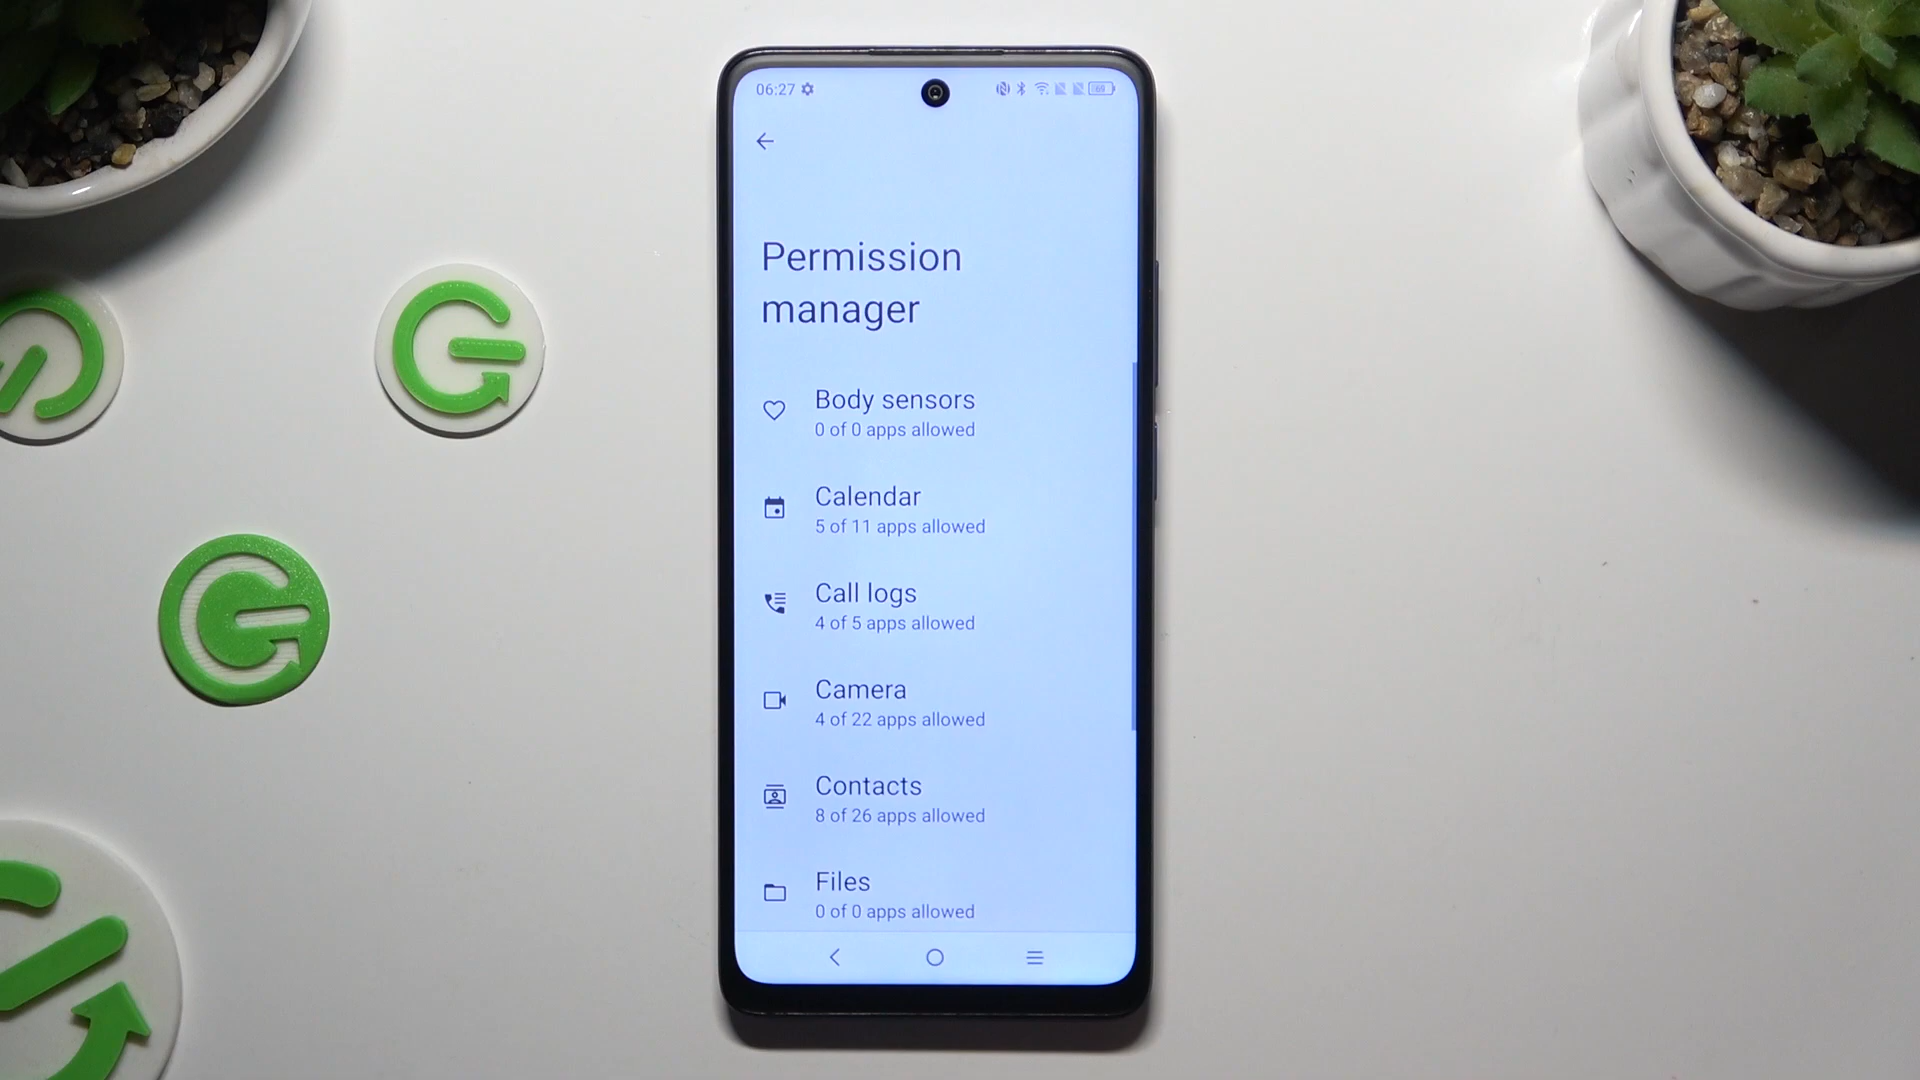 06:27
69
Permission
manager
Body sensors
0 of 0 apps allowed
Calendar
5 of 11 apps allowed
Call logs
4 of 5 apps allowed
Camera
4 of 22 apps allowed
Contacts
8 of 26 apps allowed
Files
0 of 0 apps allowed